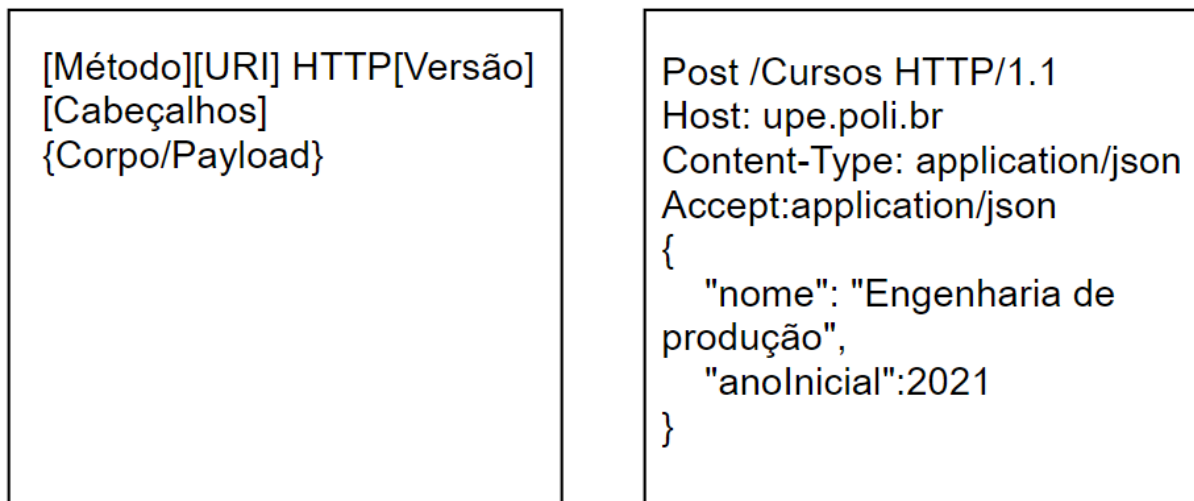 [Método][URI] HTTP[Versão]
[Cabeçalhos]
{Corpo/Payload}
Post /Cursos HTTP/1.1
Host: upe.poli.br
Content-Type: application/json
Accept:application/json
{
"nome": "Engenharia de
produção",
"anoInicial":2021
}